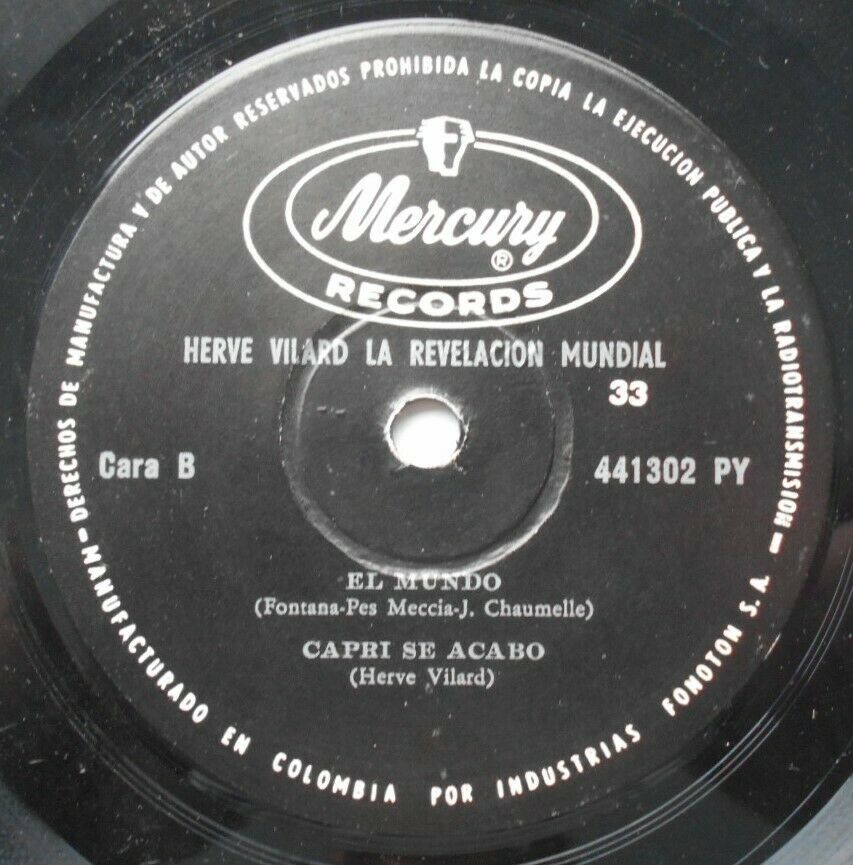 DERECHOS DE MANUFACTURA Y DE AUTOR RESERVADOS PROHIBIDA LA COPIA LA EJECUCION PUBLICA Y LA RADIOTRANSMISION –
Mercury
®
RECORDS
HERVE VILARD LA REVELACION MUNDIAL
33
Cara B
441302 PY
EL MUNDO
(Fontana-Pes Meccia-J. Chaumelle)
CAPRI SE ACABO
(Herve Vilard)
– MANUFACTURADO EN COLOMBIA POR INDUSTRIAS FONOTON S.A.